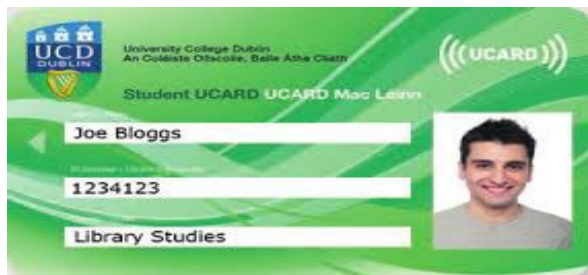 UCD
DUBLIN
University College Dublin
An Coláiste Ollscoile, Baile Átha Cliath
((( UCARD )))
Student UCARD UCARD Mac Leinn
Joe Bloggs
1234123
Library Studies